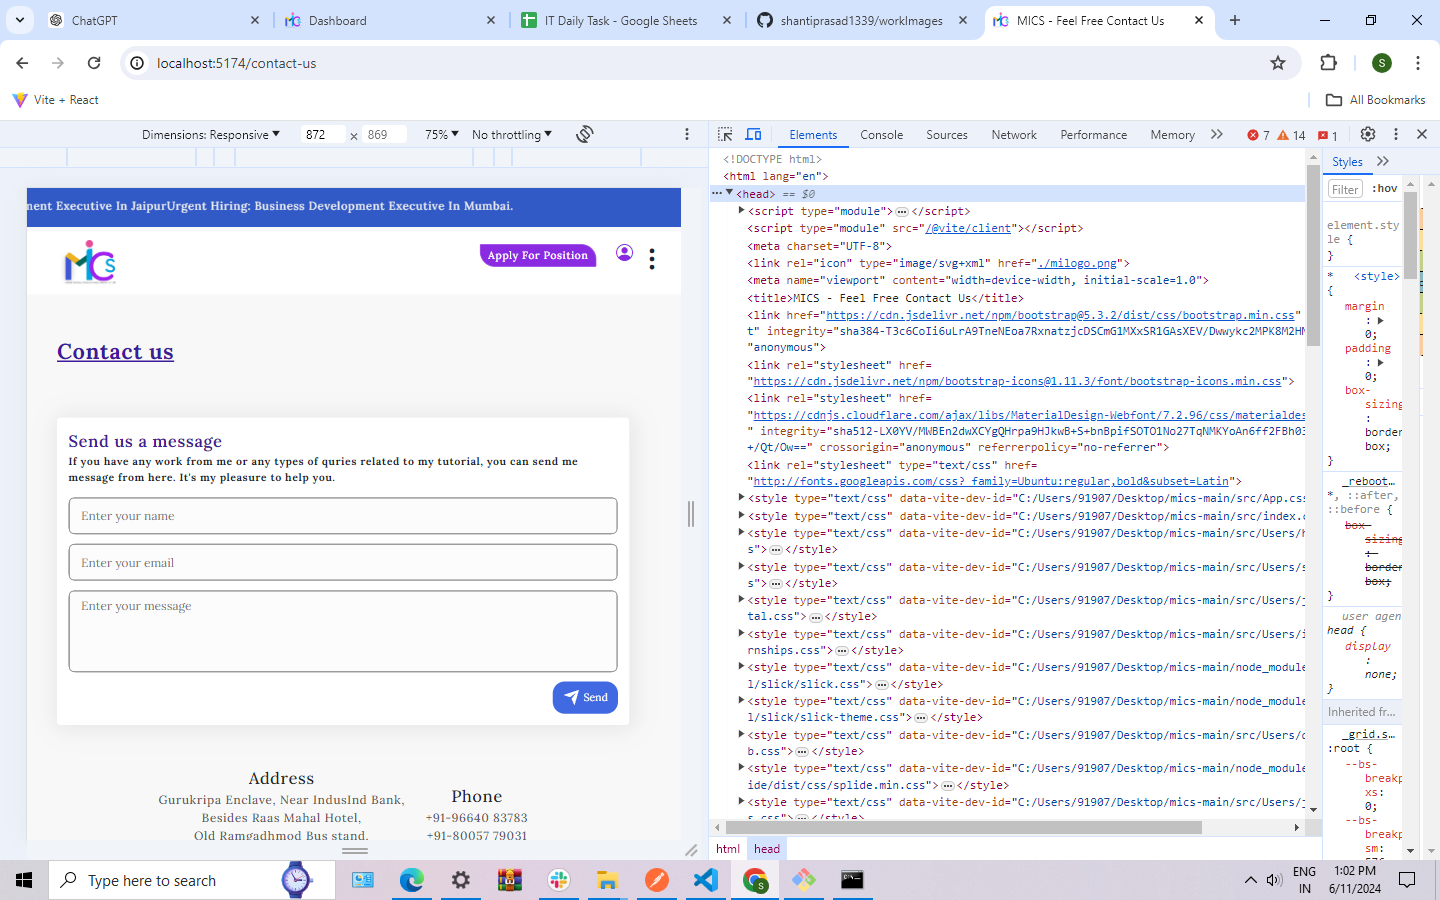 ChatGPT
Dashboard
IT Daily Task - Google Sheets
shantiprasad1339/workImages
MICS - Feel Free Contact Us
localhost:5174/contact-us
S
Vite + React
All Bookmarks
Dimensions: Responsive
872
×
869
75%
No throttling
Elements
Console
Sources
Network
Performance
Memory
7
14
1
ment Executive In JaipurUrgent Hiring: Business Development Executive In Mumbai.
MICS
Apply For Position
Contact us
Send us a message
If you have any work from me or any types of quries related to my tutorial, you can send me
message from here. It's my pleasure to help you.
Enter your name
Enter your email
Enter your message
Send
Address
Gurukripa Enclave, Near IndusInd Bank,
Besides Raas Mahal Hotel,
Old Ramgadhmod Bus stand.
Phone
+91-96640 83783
+91-80057 79031
<!DOCTYPE html>
<html lang="en">
<head> == $0
<script type="module"> </script>
<script type="module" src="/@vite/client"></script>
<meta charset="UTF-8">
<link rel="icon" type="image/svg+xml" href="./milogo.png">
<meta name="viewport" content="width=device-width, initial-scale=1.0">
<title>MICS - Feel Free Contact Us</title>
<link href="https://cdn.jsdelivr.net/npm/bootstrap@5.3.2/dist/css/bootstrap.min.css"
t" integrity="sha384-T3c6CoIi6uLrA9TneNEoa7RxnatzjcDSCmG1MXxSR1GAsXEV/Dwwykc2MPK8M2HN
"anonymous">
<link rel="stylesheet" href=
"https://cdn.jsdelivr.net/npm/bootstrap-icons@1.11.3/font/bootstrap-icons.min.css">
<link rel="stylesheet" href=
"https://cdnjs.cloudflare.com/ajax/libs/MaterialDesign-Webfont/7.2.96/css/materialdes
" integrity="sha512-LX0YV/MWBEn2dwXCYgQHrpa9HJkwB+S+bnBpifSOTO1No27TqNMKYoAn6ff2FBh03
+/Qt/Ow==" crossorigin="anonymous" referrerpolicy="no-referrer">
<link rel="stylesheet" type="text/css" href=
"http://fonts.googleapis.com/css?family=Ubuntu:regular,bold&subset=Latin">
<style type="text/css" data-vite-dev-id="C:/Users/91907/Desktop/mics-main/src/App.css
<style type="text/css" data-vite-dev-id="C:/Users/91907/Desktop/mics-main/src/index.c
<style type="text/css" data-vite-dev-id="C:/Users/91907/Desktop/mics-main/src/Users/h
s"> </style>
<style type="text/css" data-vite-dev-id="C:/Users/91907/Desktop/mics-main/src/Users/s
s"> </style>
<style type="text/css" data-vite-dev-id="C:/Users/91907/Desktop/mics-main/src/Users/j
tal.css"> </style>
<style type="text/css" data-vite-dev-id="C:/Users/91907/Desktop/mics-main/src/Users/i
rnships.css"> </style>
<style type="text/css" data-vite-dev-id="C:/Users/91907/Desktop/mics-main/node_module
l/slick/slick.css"> </style>
<style type="text/css" data-vite-dev-id="C:/Users/91907/Desktop/mics-main/node_module
l/slick/slick-theme.css"> </style>
<style type="text/css" data-vite-dev-id="C:/Users/91907/Desktop/mics-main/src/Users/c
b.css"> </style>
<style type="text/css" data-vite-dev-id="C:/Users/91907/Desktop/mics-main/node_module
ide/dist/css/splide.min.css"> </style>
<style type="text/css" data-vite-dev-id="C:/Users/91907/Desktop/mics-main/src/Users/j
s.css"> </style>
html
head
Styles
Filter
:hov
element.sty
le {
}
* <style>
{
margin
:
0;
padding
:
0;
box-
sizing
:
border
box;
}
_reboot…
*, ::after,
::before {
box-
sizing
:
border
box;
}
user agen
head {
display
:
none;
}
Inherited fr…
_grid.s…
:root {
--bs-
breakp
xs:
0;
--bs-
breakp
sm:
576
Type here to search
ENG
IN
1:02 PM
6/11/2024